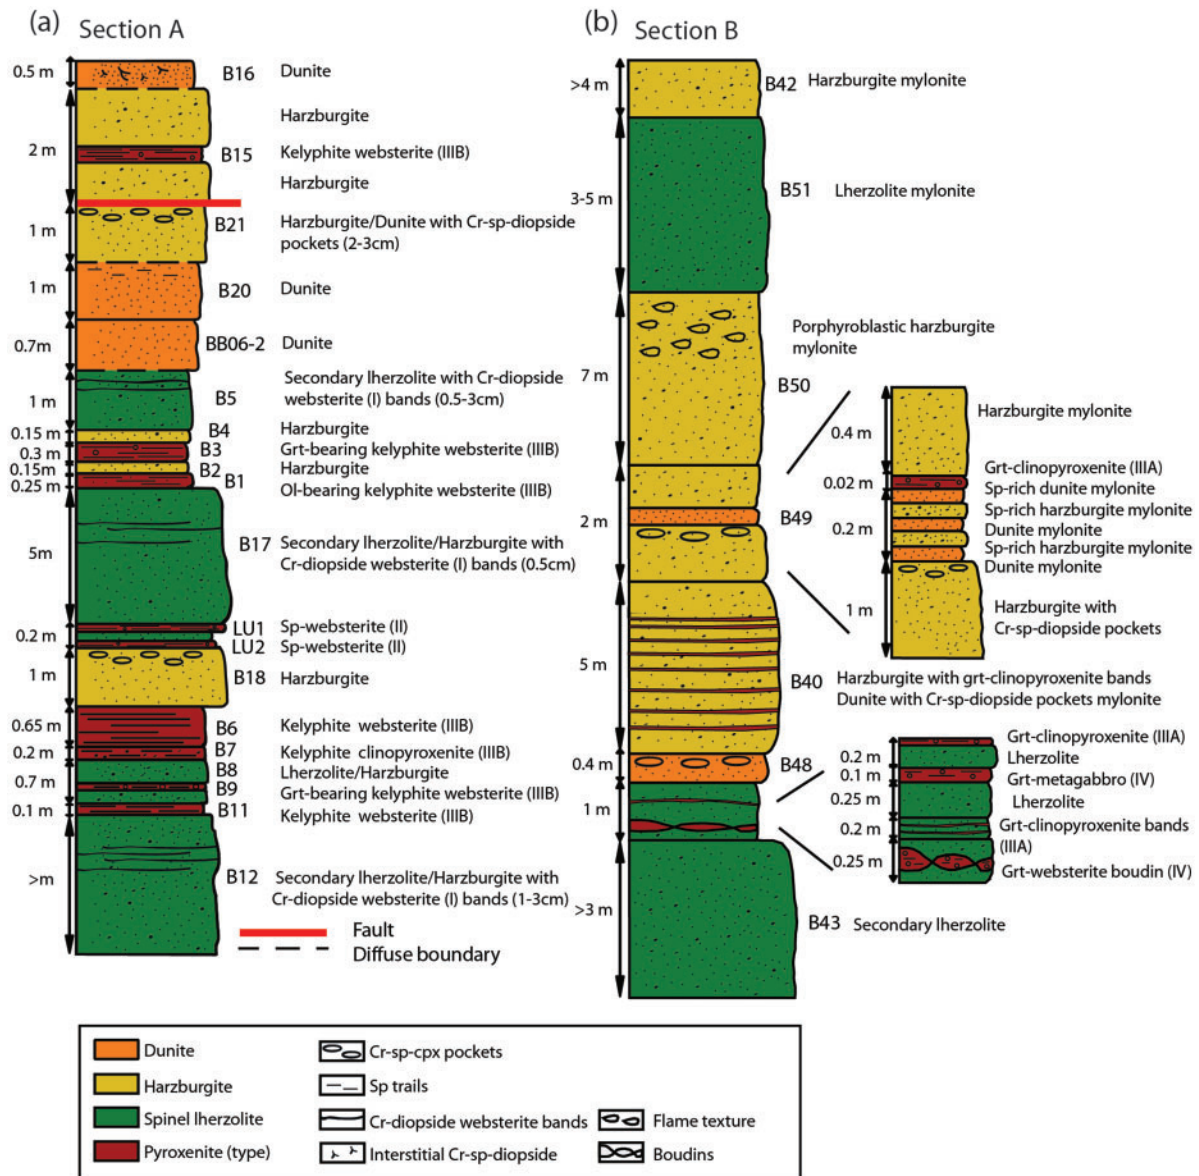 (a) Section A
0.5 m
B16
Dunite
Harzburgite
2 m
B15
Kelyphite websterite (IIIB)
Harzburgite
1 m
B21
Harzburgite/Dunite with Cr-sp-diopside
pockets (2-3cm)
1 m
B20
Dunite
0.7m
BB06-2
Dunite
1 m
B5
Secondary lherzolite with Cr-diopside
websterite (I) bands (0.5-3cm)
0.15 m
B4
Harzburgite
0.3 m
B3
Grt-bearing kelyphite websterite (IIIB)
0.15m
B2
Harzburgite
0.25 m
B1
Ol-bearing kelyphite websterite (IIIB)
5m
B17
Secondary lherzolite/Harzburgite with
Cr-diopside websterite (I) bands (0.5cm)
0.2 m
LU1
Sp-websterite (II)
LU2
Sp-websterite (II)
1 m
B18
Harzburgite
0.65 m
B6
Kelyphite websterite (IIIB)
0.2 m
B7
Kelyphite clinopyroxenite (IIIB)
0.7 m
B8
Lherzolite/Harzburgite
B9
Grt-bearing kelyphite websterite (IIIB)
0.1 m
B11
Kelyphite websterite (IIIB)
>m
B12
Secondary lherzolite/Harzburgite with
Cr-diopside websterite (I) bands (1-3cm)
Fault
Diffuse boundary
(b) Section B
>4 m
B42
Harzburgite mylonite
3-5 m
B51
Lherzolite mylonite
7 m
Porphyroblastic harzburgite
mylonite
B50
2 m
B49
5 m
B40
Harzburgite with grt-clinopyroxenite bands
Dunite with Cr-sp-diopside pockets mylonite
0.4 m
B48
1 m
>3 m
B43
Secondary lherzolite
0.4 m
Harzburgite mylonite
0.02 m
Grt-clinopyroxenite (IIIA)
Sp-rich dunite mylonite
0.2 m
Sp-rich harzburgite mylonite
Dunite mylonite
Sp-rich harzburgite mylonite
Dunite mylonite
1 m
Harzburgite with
Cr-sp-diopside pockets
Grt-clinopyroxenite (IIIA)
0.2 m
Lherzolite
0.1 m
Grt-metagabbro (IV)
0.25 m
Lherzolite
0.2 m
Grt-clinopyroxenite bands
(IIIA)
0.25 m
Grt-websterite boudin (IV)
Dunite
Harzburgite
Spinel lherzolite
Pyroxenite (type)
Cr-sp-cpx pockets
Sp trails
Cr-diopside websterite bands
Interstitial Cr-sp-diopside
Flame texture
Boudins